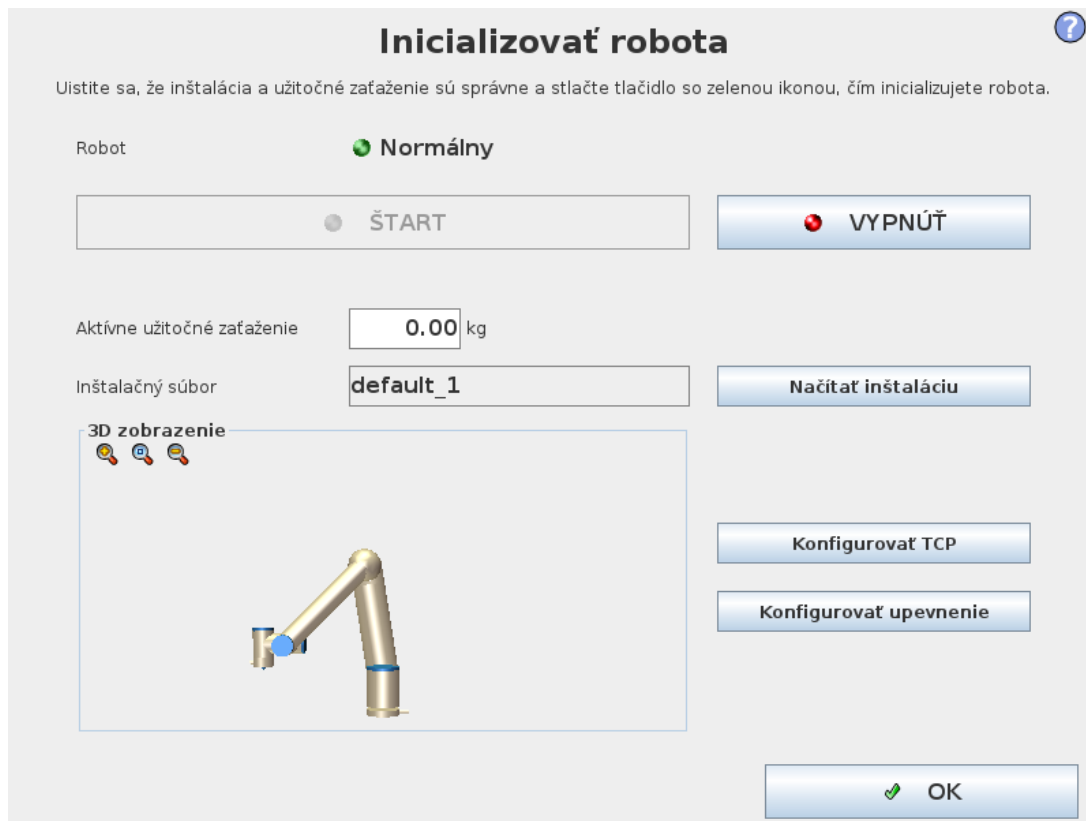 Inicializovať robota
?
Uistite sa, že inštalácia a užitočné zaťaženie sú správne a stlačte tlačidlo so zelenou ikonou, čím inicializujete robota.
Robot Normálny
ŠTART VYPNÚŤ
Aktívne užitočné zaťaženie 0.00 kg
Inštalačný súbor default_1 Načítať inštaláciu
3D zobrazenie
Konfigurovať TCP
Konfigurovať upevnenie
OK